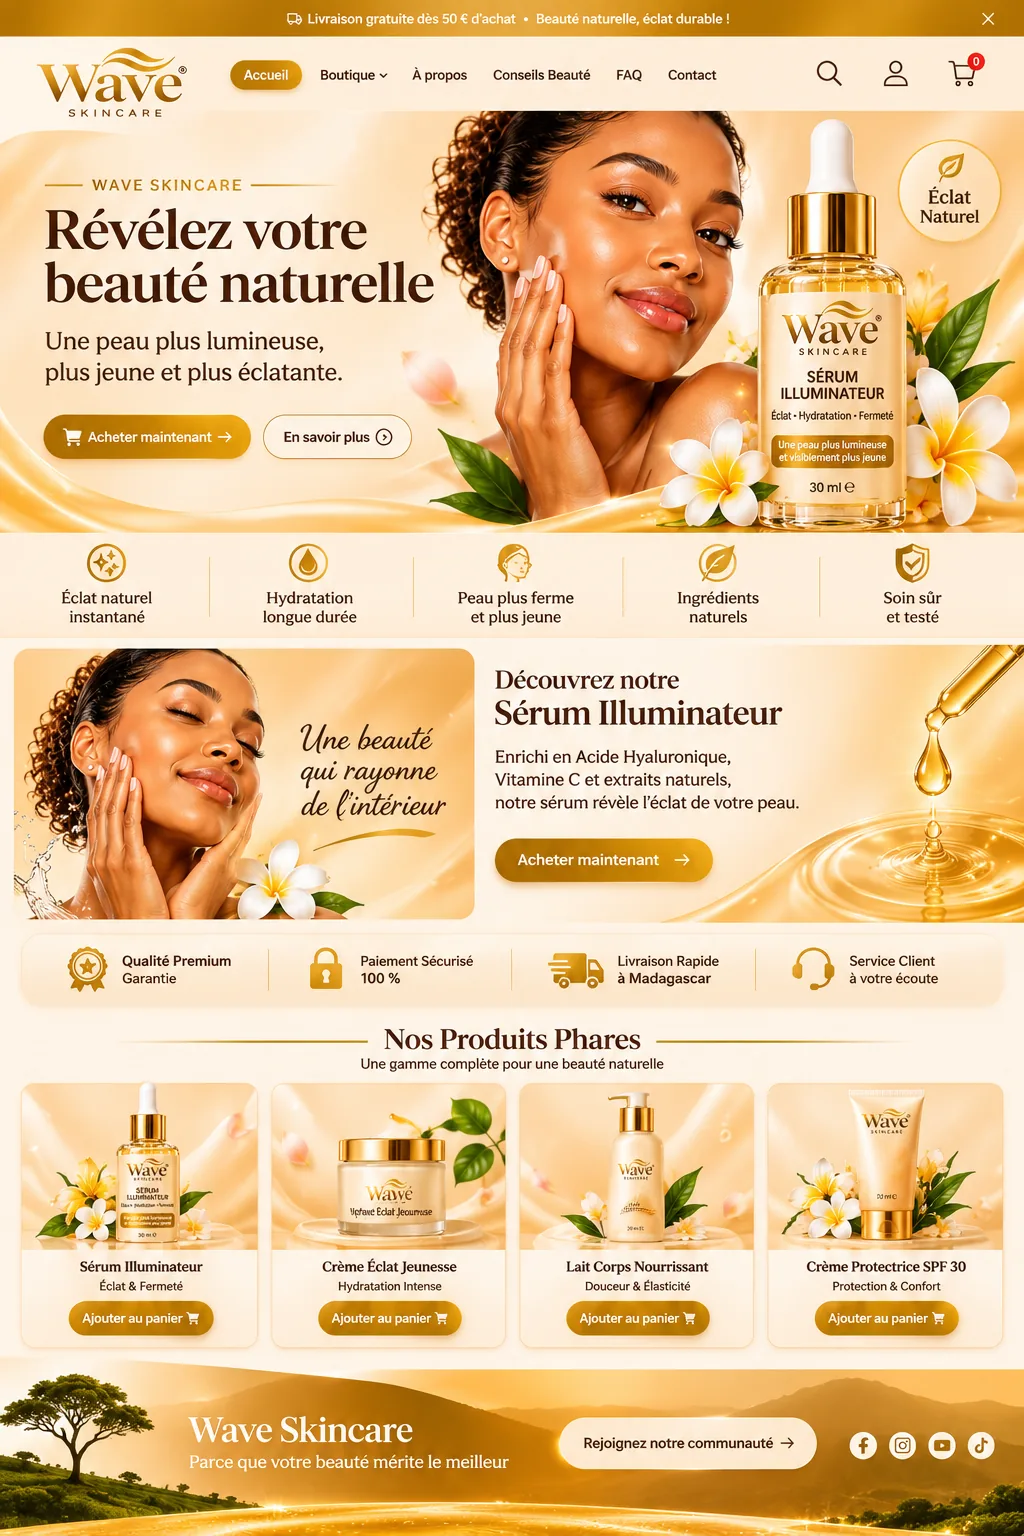 Livraison gratuite dès 50 € d'achat • Beauté naturelle, éclat durable !
Wave®
SKINCARE
Accueil
Boutique
À propos
Conseils Beauté
FAQ
Contact
0
WAVE SKINCARE
Révélez votre
beauté naturelle
Une peau plus lumineuse,
plus jeune et plus éclatante.
Acheter maintenant
En savoir plus
Éclat
Naturel
Wave®
SKINCARE
SÉRUM
ILLUMINATEUR
Éclat • Hydratation • Fermeté
Une peau plus lumineuse
et visiblement plus jeune
30 ml ℮
Éclat naturel
instantané
Hydratation
longue durée
Peau plus ferme
et plus jeune
Ingrédients
naturels
Soin sûr
et testé
Une beauté
qui rayonne
de l'intérieur
Découvrez notre
Sérum Illuminateur
Enrichi en Acide Hyaluronique,
Vitamine C et extraits naturels,
notre sérum révèle l'éclat de votre peau.
Acheter maintenant
Qualité Premium
Garantie
Paiement Sécurisé
100 %
Livraison Rapide
à Madagascar
Service Client
à votre écoute
Nos Produits Phares
Une gamme complète pour une beauté naturelle
Wave
SÉRUM
ILLUMINATEUR
30 ml ℮
Sérum Illuminateur
Éclat & Fermeté
Ajouter au panier
Éclat Jeounuse
Crème Éclat Jeunesse
Hydratation Intense
Ajouter au panier
Wave
Lait Corps Nourrissant
Douceur & Élasticité
Ajouter au panier
Wave
SKINCARE
Crème Protectrice SPF 30
Protection & Confort
Ajouter au panier
Wave Skincare
Parce que votre beauté mérite le meilleur
Rejoignez notre communauté